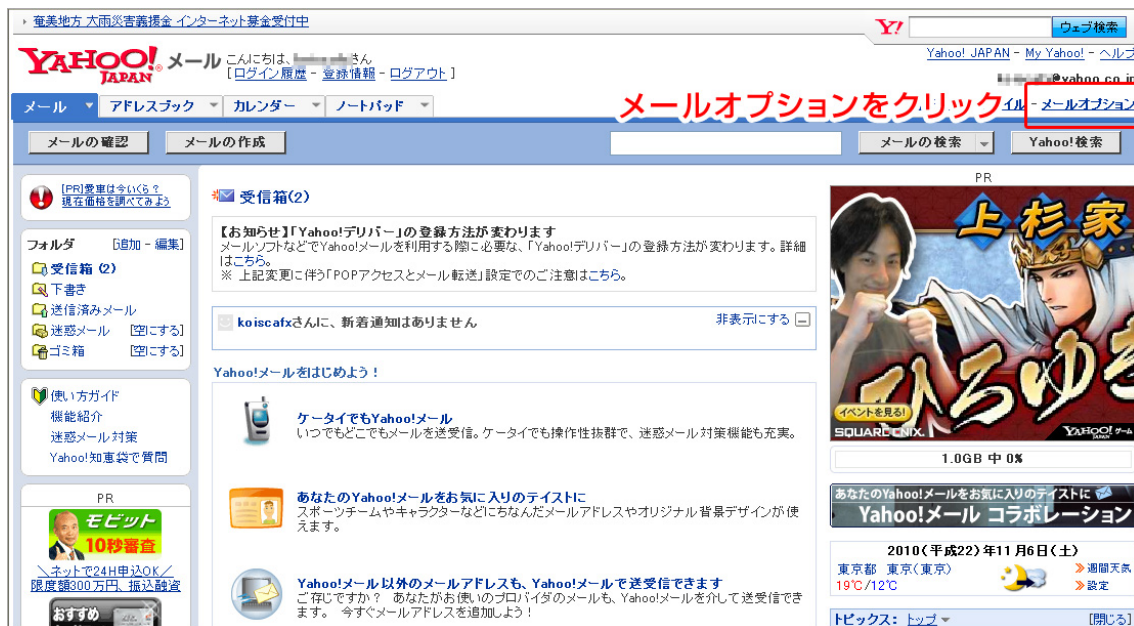 奄美地方 大雨災害義援金 インターネット募金受付中
Y!
ウェブ検索
YAHOO! JAPAN メール
こんにちは、
さん
[ログイン履歴 - 登録情報 - ログアウト]
Yahoo! JAPAN - My Yahoo! - ヘルプ
@yahoo.co.jp
メール
アドレスブック
カレンダー
ノートパッド
メールオプションをクリック
イル - メールオプション
メールの確認
メールの作成
メールの検索
Yahoo!検索
[PR]愛車は今いくら?
現在価格を調べてみよう
フォルダ [追加 - 編集]
受信箱 (2)
下書き
送信済みメール
迷惑メール [空にする]
ゴミ箱 [空にする]
使い方ガイド
機能紹介
迷惑メール対策
Yahoo!知恵袋で質問
PR
モビット
10秒審査
＼ネットで24H申込OK／
限度額300万円、振込融資
おすすめ
受信箱(2)
【お知らせ】「Yahoo!デリバー」の登録方法が変わります
メールソフトなどでYahoo!メールを利用する際に必要な、「Yahoo!デリバー」の登録方法が変わります。詳細
はこちら。
※ 上記変更に伴う「POPアクセスとメール転送」設定でのご注意はこちら。
koiscafxさんに、新着通知はありません
非表示にする
Yahoo!メールをはじめよう!
ケータイでもYahoo!メール
いつでもどこでもメールを送受信。ケータイでも操作性抜群で、迷惑メール対策機能も充実。
あなたのYahoo!メールをお気に入りのテイストに
スポーツチームやキャラクターなどにちなんだメールアドレスやオリジナル背景デザインが使
えます。
Yahoo!メール以外のメールアドレスも、Yahoo!メールで送受信できます
ご存じですか? あなたがお使いのプロバイダのメールも、Yahoo!メールを介して送受信でき
ます。 今すぐメールアドレスを追加しよう!
PR
上杉家
ひろゆき
イベントを見る!
SQUARE ENIX.
YAHOO! JAPAN ゲーム
1.0GB 中 0%
あなたのYahoo!メールをお気に入りのテイストに
Yahoo!メール コラボレーション
2010(平成22)年11月6日(土)
東京都 東京(東京)
19℃/12℃
週間天気
設定
トピックス: トップ [閉じる]